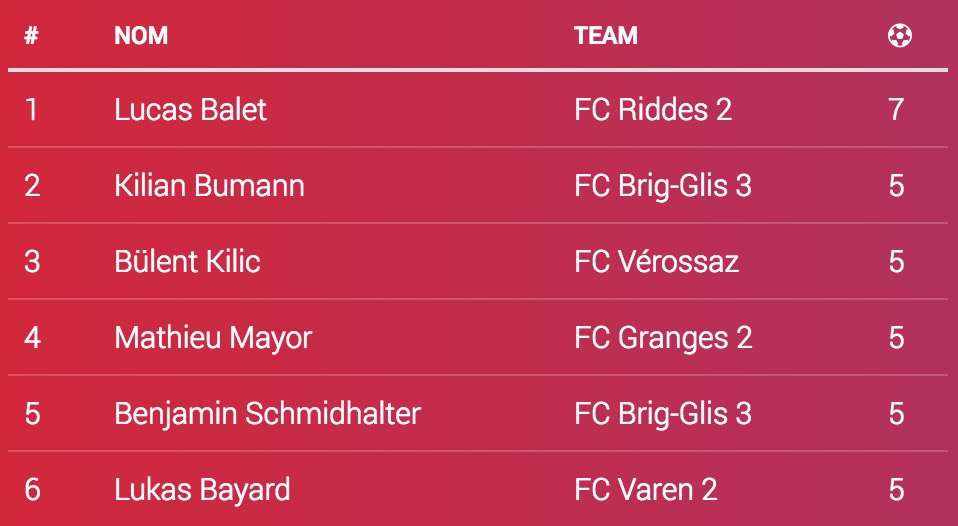 # NOM TEAM
1 Lucas Balet FC Riddes 2 7
2 Kilian Bumann FC Brig-Glis 3 5
3 Bülent Kilic FC Vérossaz 5
4 Mathieu Mayor FC Granges 2 5
5 Benjamin Schmidhalter FC Brig-Glis 3 5
6 Lukas Bayard FC Varen 2 5